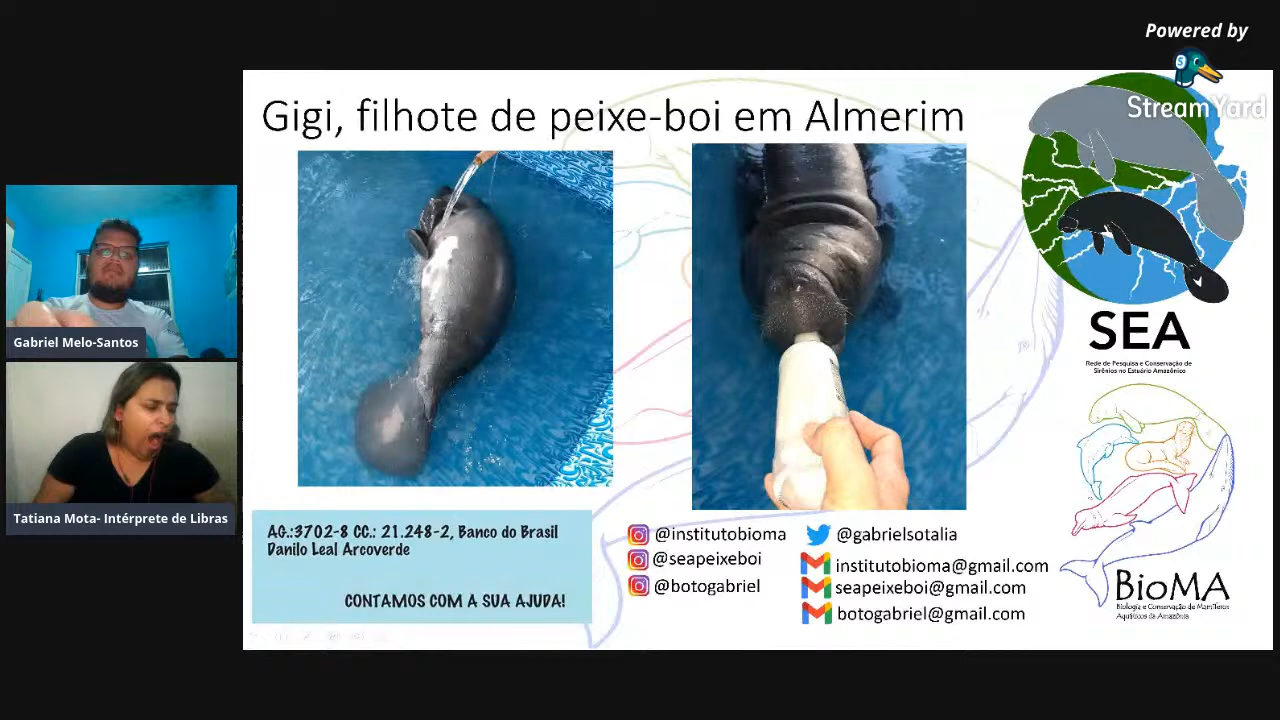 Powered by
StreamYard
Gigi, filhote de peixe-boi em Almerim
Gabriel Melo-Santos
Tatiana Mota- Intérprete de Libras
AG.:3702-8 CC.: 21.248-2, Banco do Brasil
Danilo Leal Arcoverde
CONTAMOS COM A SUA AJUDA!
@institutobioma
@seapeixeboi
@botogabriel
@gabrielsotalia
institutobioma@gmail.com
seapeixeboi@gmail.com
botogabriel@gmail.com
SEA
Rede de Pesquisa e Conservação de
Sirênios no Estuário Amazônico
BioMA
Biologia e Conservação de Mamíferos
Aquáticos da Amazônia